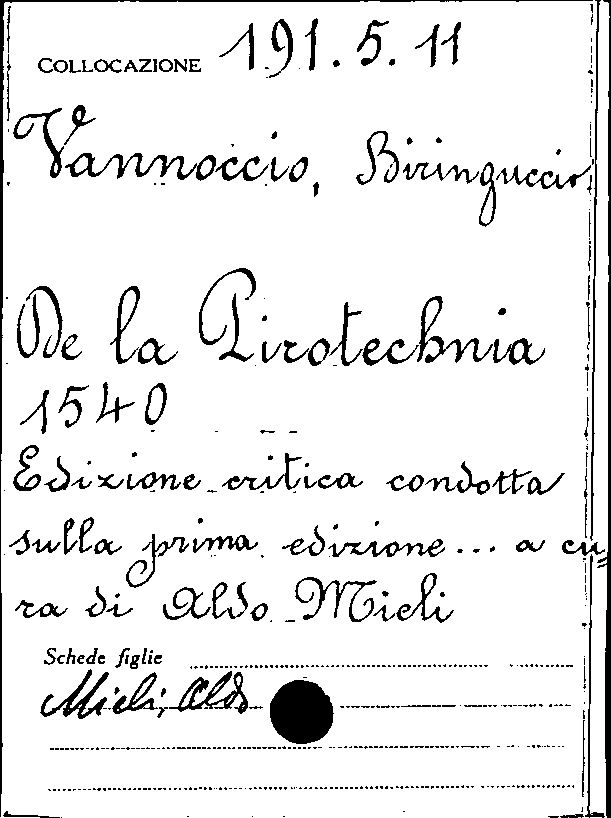 COLLOCAZIONE 191.5.11
Vannoccio, Biringuccio
De la Pirotechnia
1540
Edizione critica condotta
sulla prima edizione... a cu=
ra di Aldo Mieli
Schede figlie
Mieli, Aldo